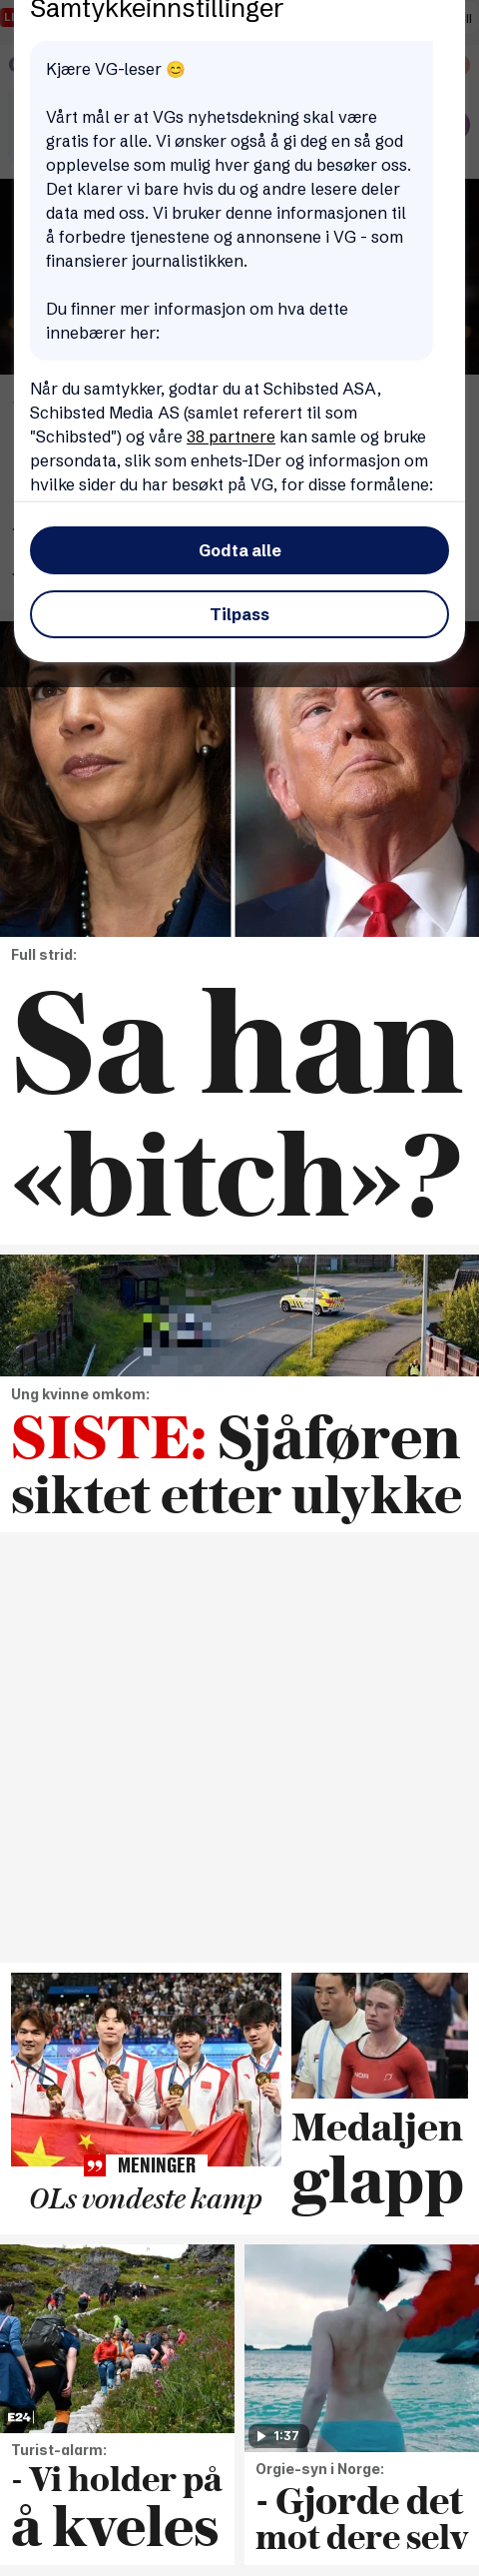 Samtykkeinnstillinger
Kjære VG-leser 😊
Vårt mål er at VGs nyhetsdekning skal være
gratis for alle. Vi ønsker også å gi deg en så god
opplevelse som mulig hver gang du besøker oss.
Det klarer vi bare hvis du og andre lesere deler
data med oss. Vi bruker denne informasjonen til
å forbedre tjenestene og annonsene i VG - som
finansierer journalistikken.
Du finner mer informasjon om hva dette
innebærer her:
Når du samtykker, godtar du at Schibsted ASA,
Schibsted Media AS (samlet referert til som
"Schibsted") og våre 38 partnere kan samle og bruke
persondata, slik som enhets-IDer og informasjon om
hvilke sider du har besøkt på VG, for disse formålene:
Godta alle
Tilpass
Full strid:
Sa han
«bitch»?
Ung kvinne omkom:
SISTE: Sjåføren
siktet etter ulykke
MENINGER
OLs vondeste kamp
Medaljen
glapp
E24
Turist-alarm:
- Vi holder på
å kveles
1:37
Orgie-syn i Norge:
- Gjorde det
mot dere selv